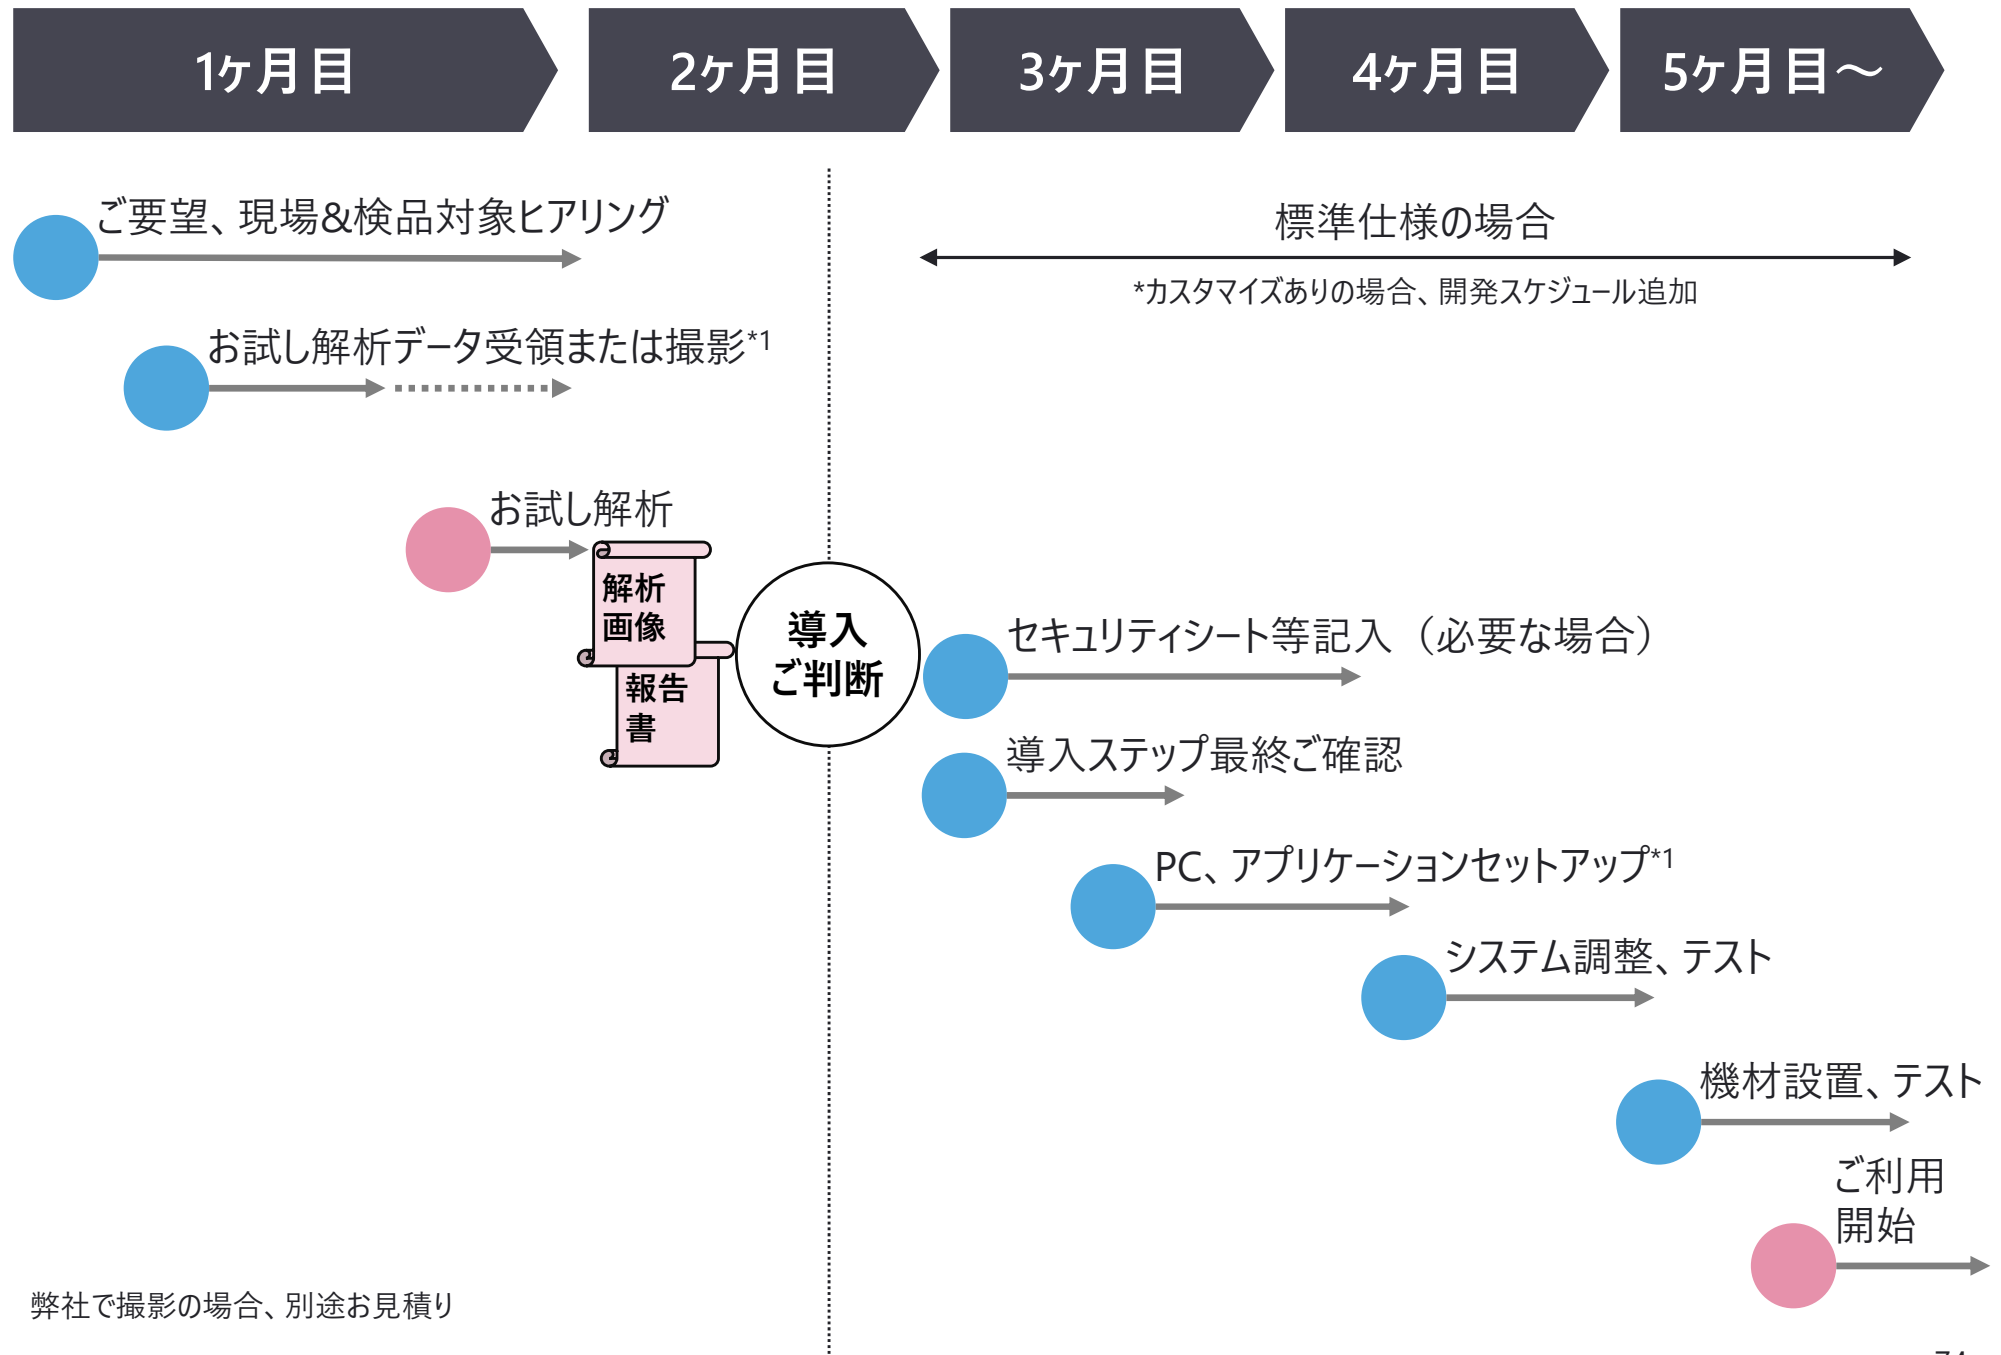 1ヶ月目
2ヶ月目
3ヶ月目
4ヶ月目
5ヶ月目～
ご要望、現場&検品対象ヒアリング
標準仕様の場合
*カスタマイズありの場合、開発スケジュール追加
お試し解析データ受領または撮影*1
お試し解析
解析
画像
報告
書
導入
ご判断
セキュリティシート等記入（必要な場合）
導入ステップ最終ご確認
PC、アプリケーションセットアップ*1
システム調整、テスト
機材設置、テスト
ご利用
開始
弊社で撮影の場合、別途お見積り